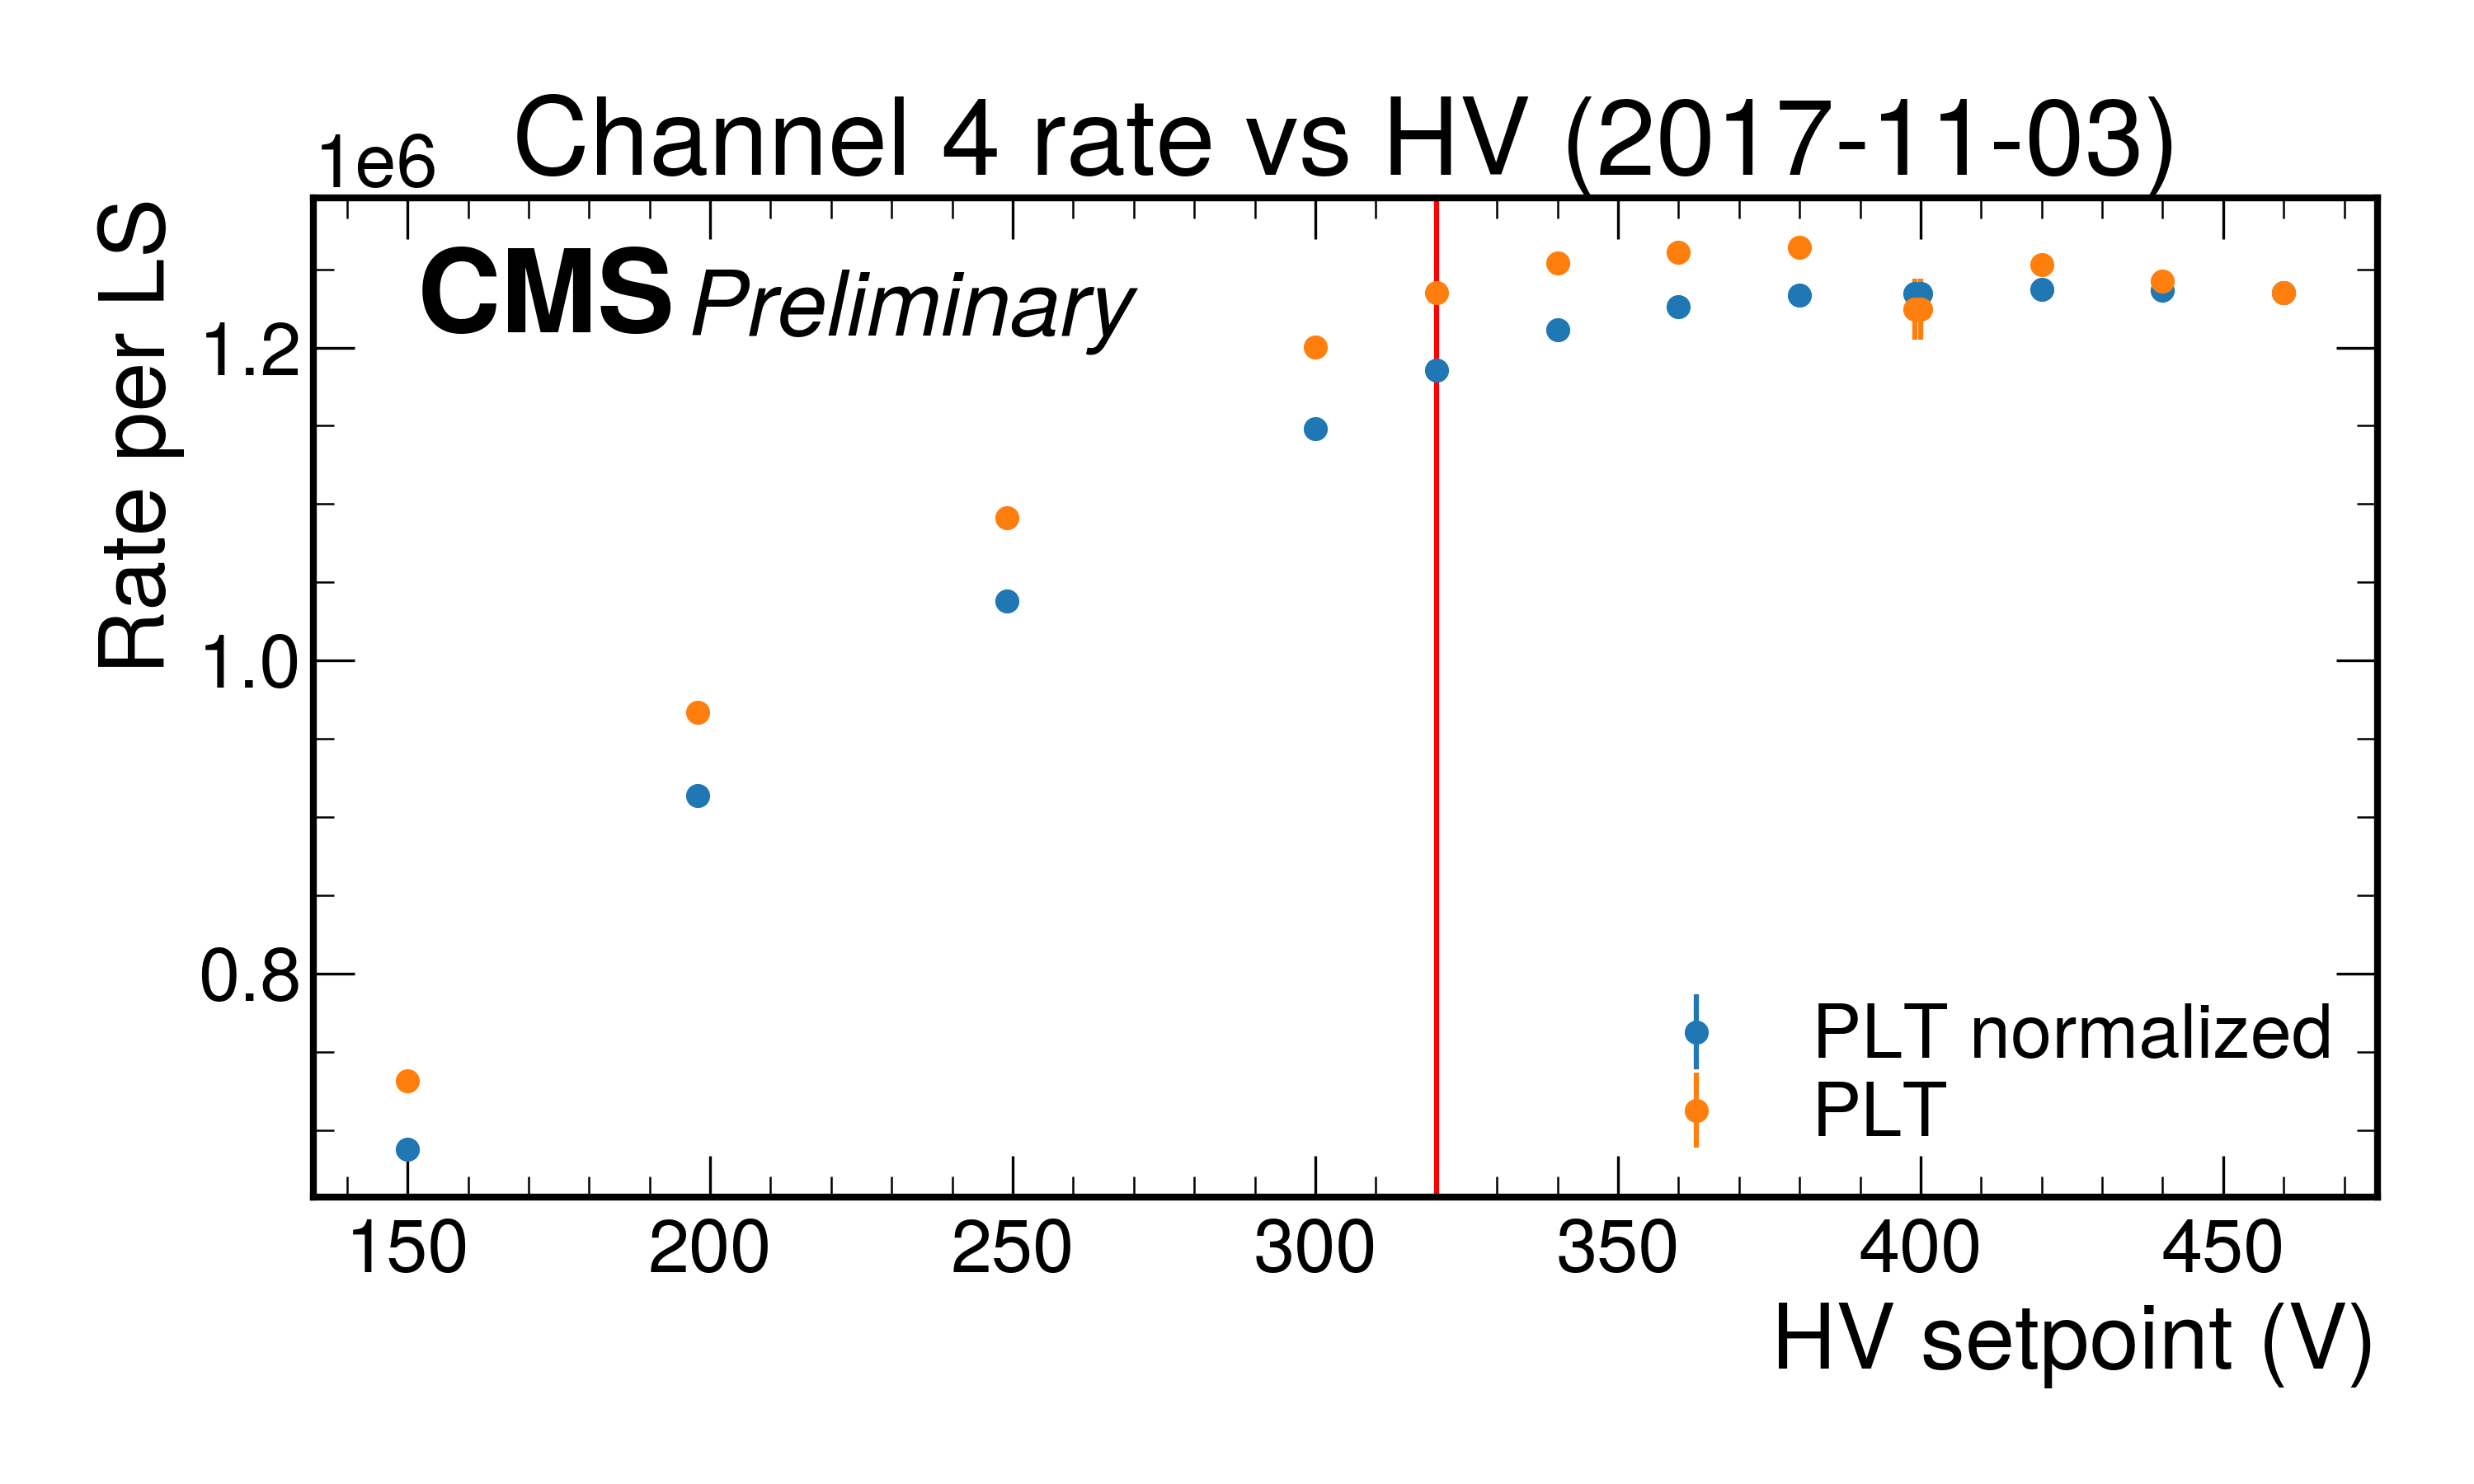 Channel 4 rate vs HV (2017-11-03)
1e6
CMS Preliminary
Rate per LS
1.2
1.0
0.8
PLT normalized
PLT
150 200 250 300 350 400 450
HV setpoint (V)